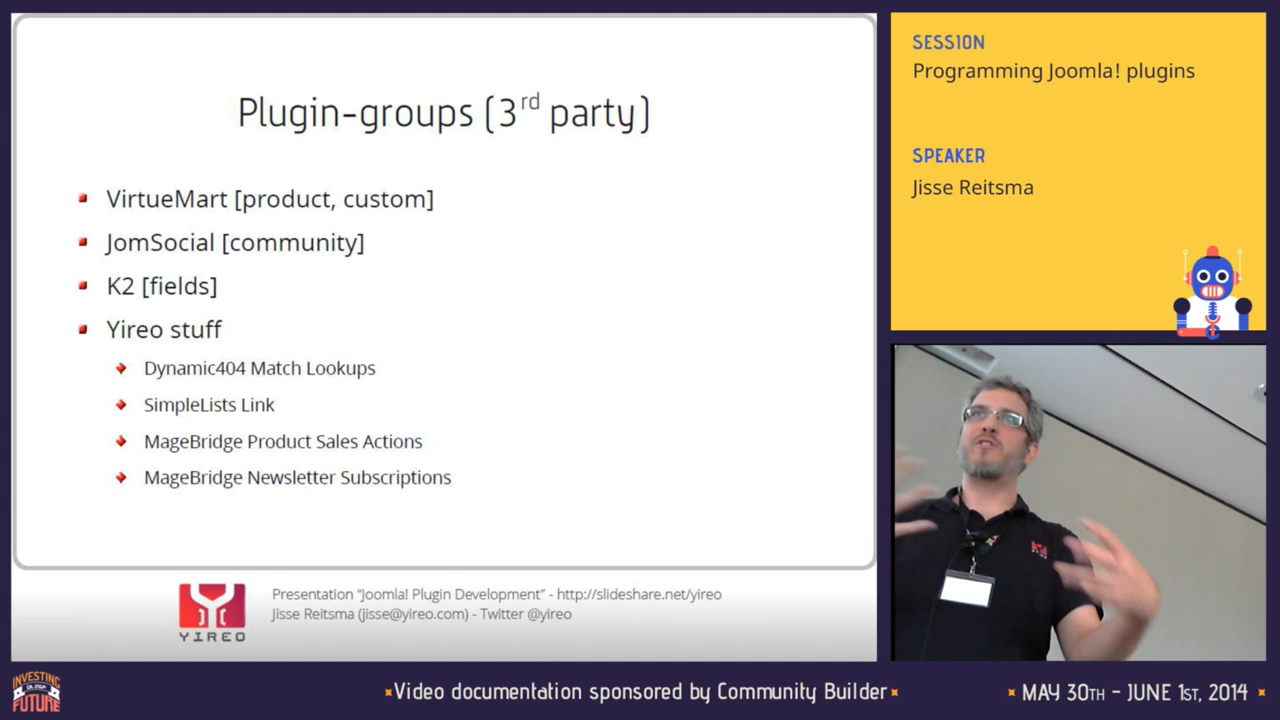 Plugin-groups (3rd party)
VirtueMart [product, custom]
JomSocial [community]
K2 [fields]
Yireo stuff
Dynamic404 Match Lookups
SimpleLists Link
MageBridge Product Sales Actions
MageBridge Newsletter Subscriptions
YIREO
Presentation “Joomla! Plugin Development” - http://slideshare.net/yireo
Jisse Reitsma (jisse@yireo.com) - Twitter @yireo
SESSION
Programming Joomla! plugins
SPEAKER
Jisse Reitsma
INVESTING
IN OUR
FUTURE
Video documentation sponsored by Community Builder
MAY 30TH - JUNE 1ST, 2014